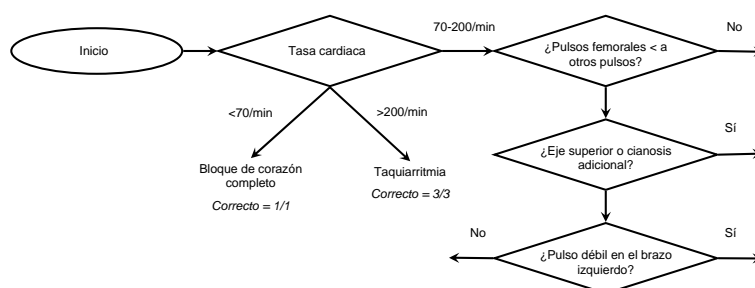 Inicio
Tasa cardiaca
70-200/min
¿Pulsos femorales < a
otros pulsos?
No
<70/min
>200/min
Bloque de corazón
completo
Correcto = 1/1
Taquiarritmia
Correcto = 3/3
¿Eje superior o cianosis
adicional?
Sí
No
¿Pulso débil en el brazo
izquierdo?
Sí